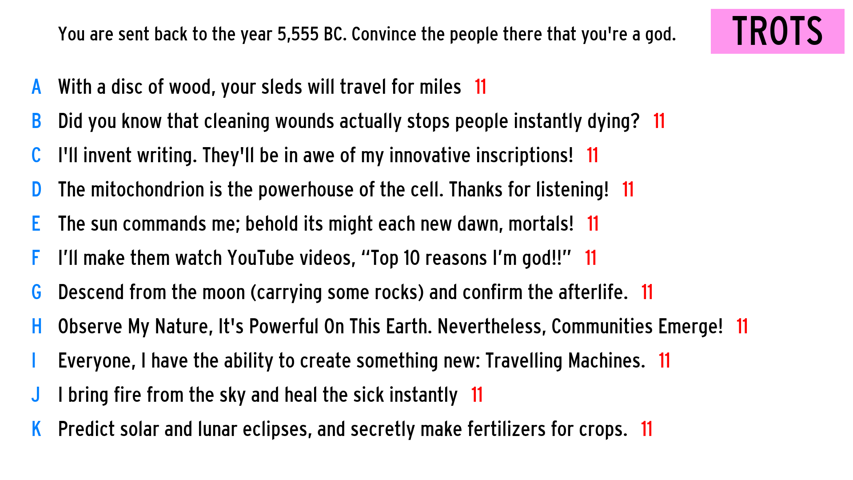 You are sent back to the year 5,555 BC. Convince the people there that you're a god.
TROTS
A With a disc of wood, your sleds will travel for miles 11
B Did you know that cleaning wounds actually stops people instantly dying? 11
C I'll invent writing. They'll be in awe of my innovative inscriptions! 11
D The mitochondrion is the powerhouse of the cell. Thanks for listening! 11
E The sun commands me; behold its might each new dawn, mortals! 11
F I’ll make them watch YouTube videos, “Top 10 reasons I’m god!!” 11
G Descend from the moon (carrying some rocks) and confirm the afterlife. 11
H Observe My Nature, It's Powerful On This Earth. Nevertheless, Communities Emerge! 11
I Everyone, I have the ability to create something new: Travelling Machines. 11
J I bring fire from the sky and heal the sick instantly 11
K Predict solar and lunar eclipses, and secretly make fertilizers for crops. 11